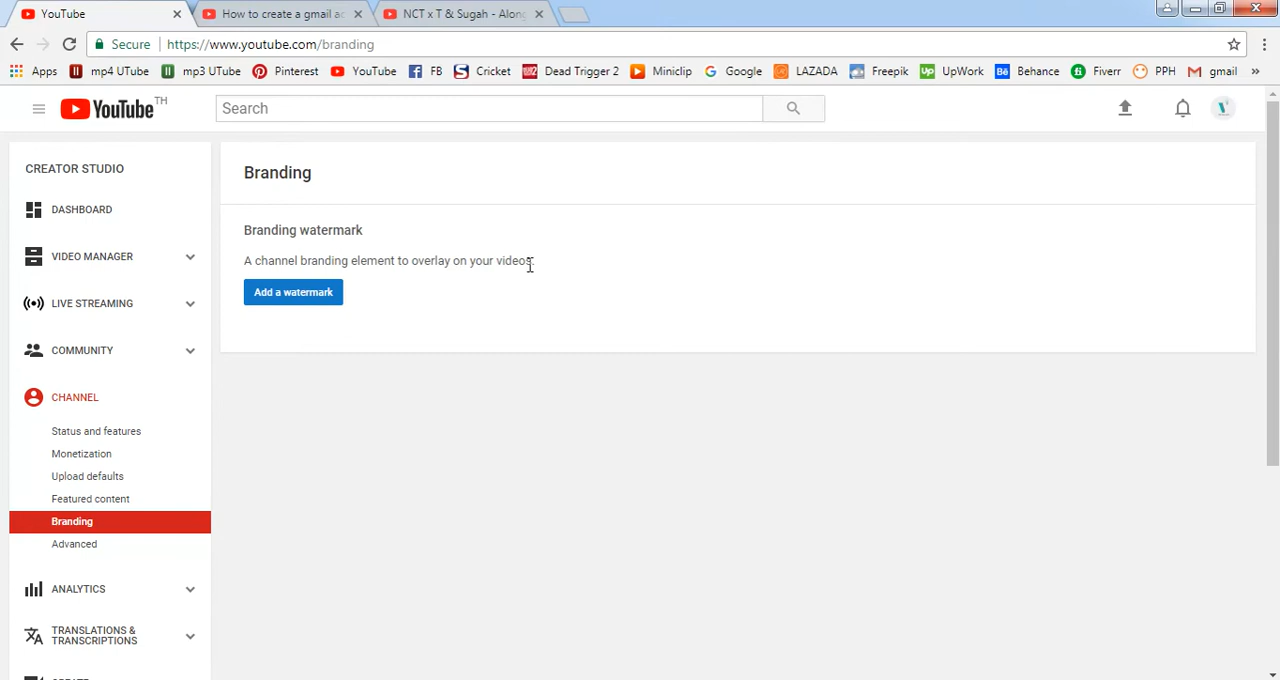 YouTube
How to create a gmail ac
NCT x T & Sugah - Along
Secure
https://www.youtube.com/branding
Apps
mp4 UTube
mp3 UTube
Pinterest
YouTube
FB
Cricket
Dead Trigger 2
Miniclip
Google
LAZADA
Freepik
UpWork
Behance
Fiverr
PPH
gmail
»
YouTube TH
Search
CREATOR STUDIO
DASHBOARD
VIDEO MANAGER
LIVE STREAMING
COMMUNITY
CHANNEL
Status and features
Monetization
Upload defaults
Featured content
Branding
Advanced
ANALYTICS
TRANSLATIONS &
TRANSCRIPTIONS
Branding
Branding watermark
A channel branding element to overlay on your videos.
Add a watermark